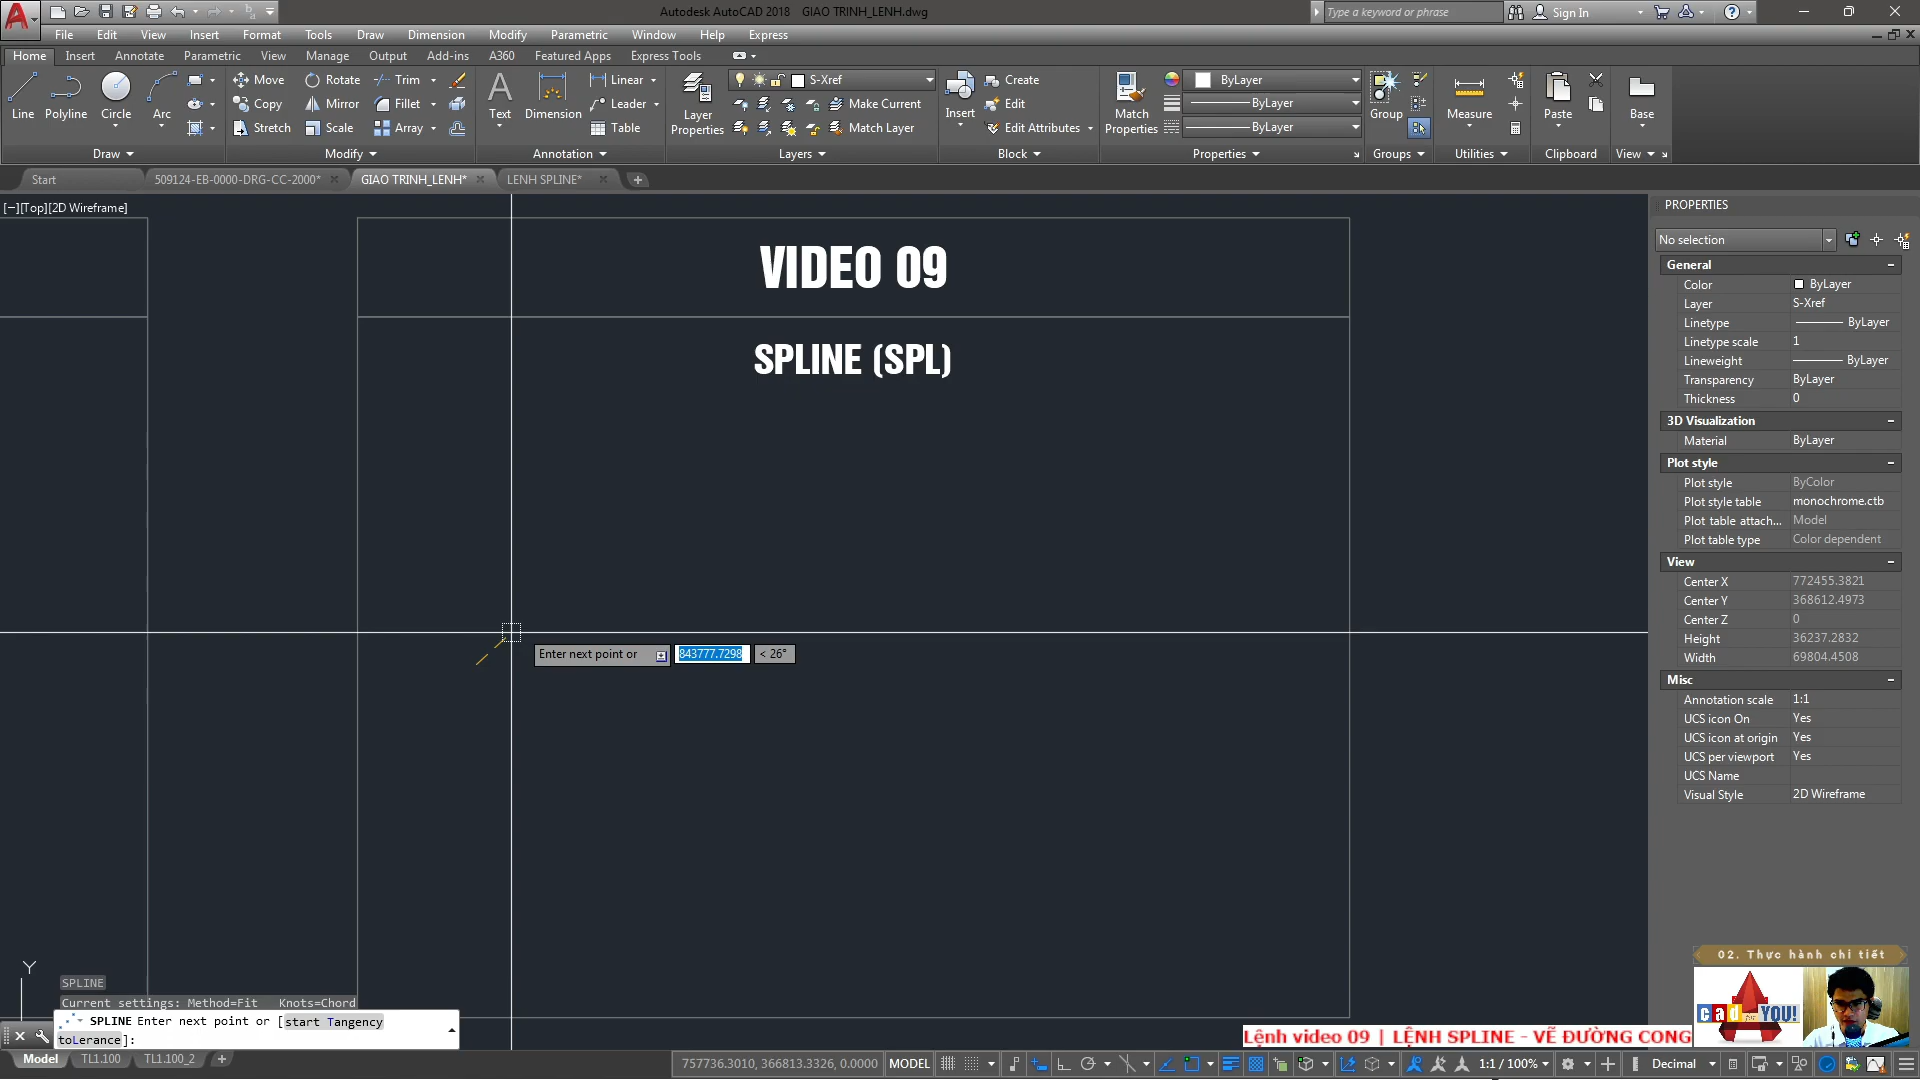 Autodesk AutoCAD 2018 GIAO TRINH_LENH.dwg
Type a keyword or phrase
Sign In
File Edit View Insert Format Tools Draw Dimension Modify Parametric Window Help Express
Home Insert Annotate Parametric View Manage Output Add-ins A360 Featured Apps Express Tools
Line Polyline Circle Arc
Move Rotate Trim
Copy Mirror Fillet
Stretch Scale Array
Text Dimension
Linear
Leader
Table
Layer Properties
S-Xref
Make Current
Match Layer
Insert
Create
Edit
Edit Attributes
Match Properties
ByLayer
ByLayer
ByLayer
Group
Measure
Paste
Base
Draw Modify Annotation Layers Block Properties Groups Utilities Clipboard View
Start 509124-EB-0000-DRG-CC-2000* GIAO TRINH_LENH* LENH SPLINE*
[−][Top][2D Wireframe]
VIDEO 09
SPLINE (SPL)
Enter next point or 843777.7298 < 26°
PROPERTIES
No selection
General
Color ByLayer
Layer S-Xref
Linetype ByLayer
Linetype scale 1
Lineweight ByLayer
Transparency ByLayer
Thickness 0
3D Visualization
Material ByLayer
Plot style
Plot style ByColor
Plot style table monochrome.ctb
Plot table attach... Model
Plot table type Color dependent
View
Center X 772455.3821
Center Y 368612.4973
Center Z 0
Height 36237.2832
Width 69804.4508
Misc
Annotation scale 1:1
UCS icon On Yes
UCS icon at origin Yes
UCS per viewport Yes
UCS Name
Visual Style 2D Wireframe
02. Thực hành chi tiết
cad for YOU!
Y
SPLINE
Current settings: Method=Fit Knots=Chord
SPLINE Enter next point or [start Tangency
toLerance]:
Lệnh video 09 | LỆNH SPLINE - VẼ ĐƯỜNG CONG
Model TL1.100 TL1.100_2
757736.3010, 366813.3326, 0.0000 MODEL 1:1 / 100% Decimal